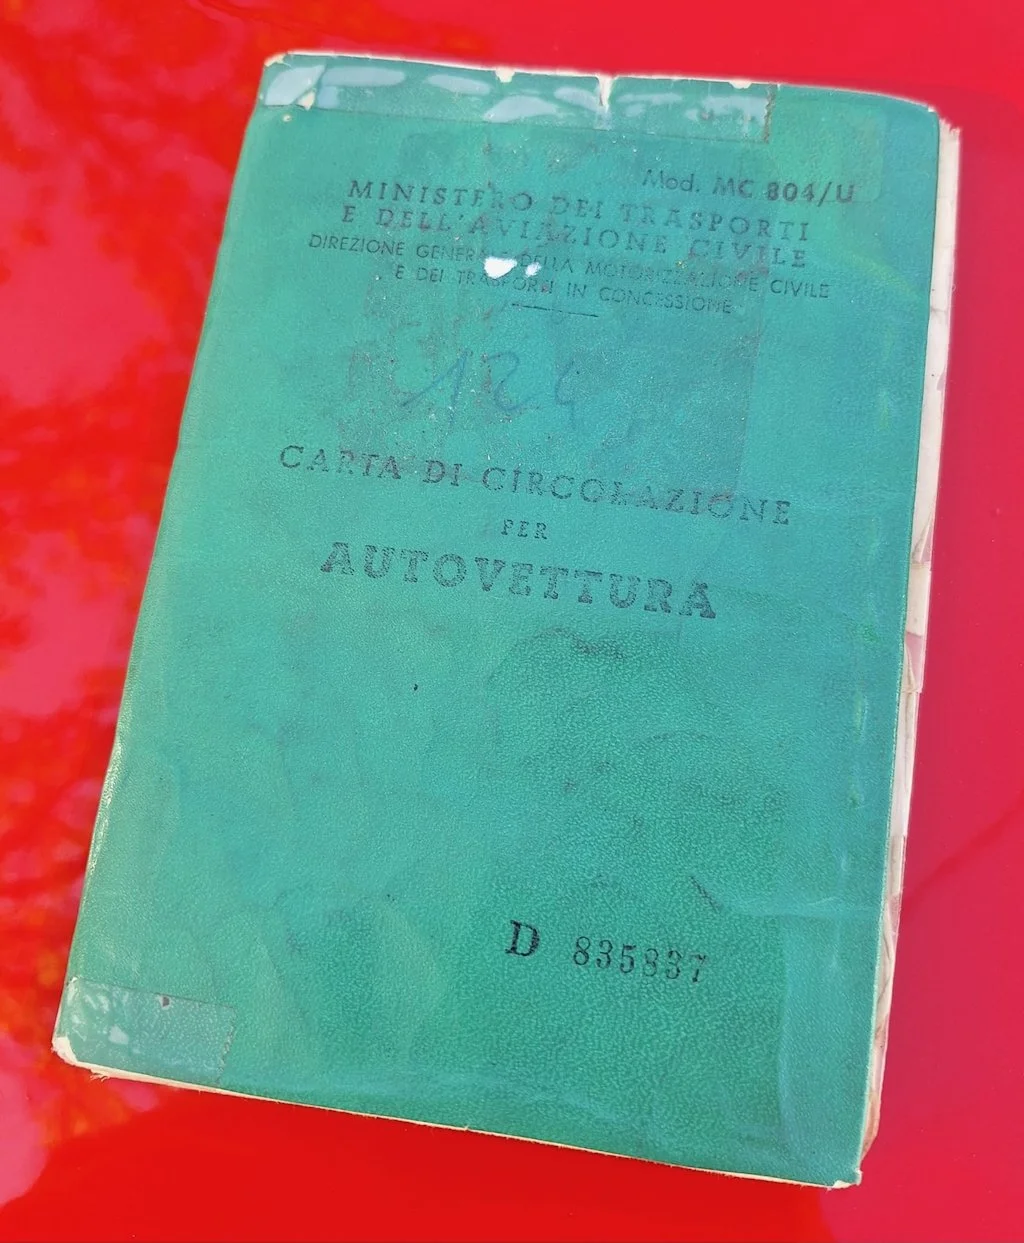 Mod. MC 804/U
MINISTERO DEI TRASPORTI
E DELL'AVIAZIONE CIVILE
DIREZIONE GENERALE DELLA MOTORIZZAZIONE CIVILE
E DEI TRASPORTI IN CONCESSIONE
124
CARTA DI CIRCOLAZIONE
PER
AUTOVETTURA
D 835837